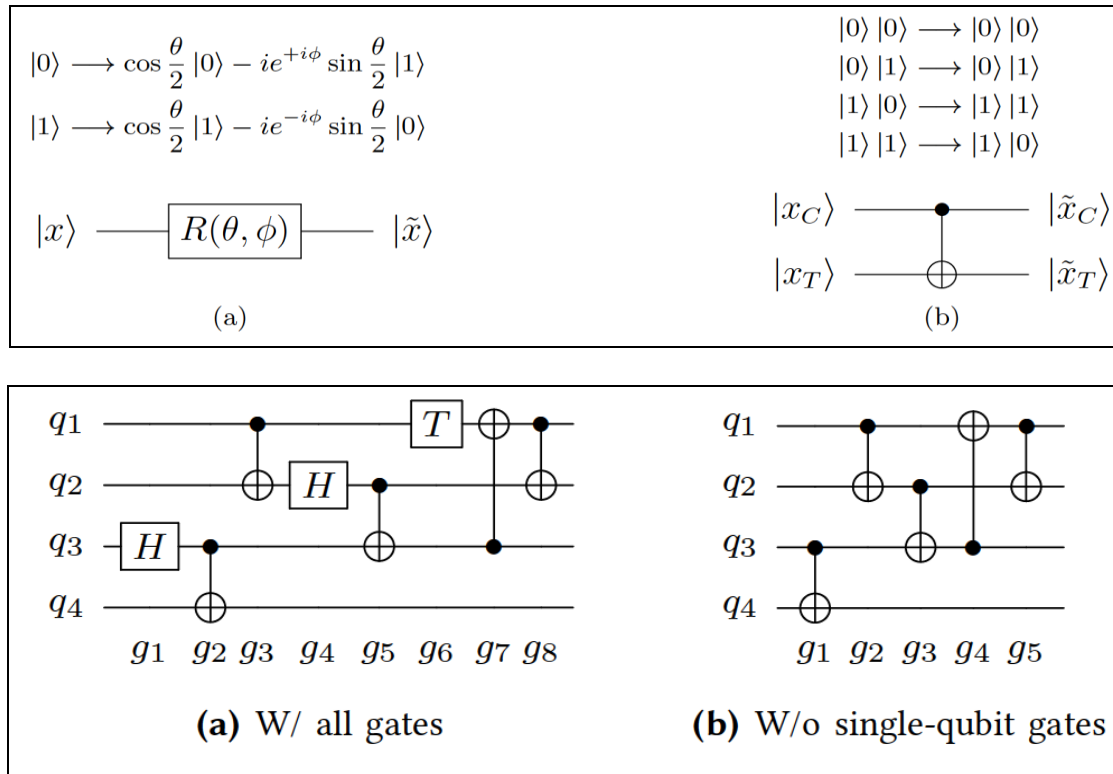 |0⟩ ⟶ cos θ/2 |0⟩ − ie^{+iϕ} sin θ/2 |1⟩
|1⟩ ⟶ cos θ/2 |1⟩ − ie^{−iϕ} sin θ/2 |0⟩
|x⟩ R(θ, ϕ) |x̃⟩
(a)
|0⟩ |0⟩ ⟶ |0⟩ |0⟩
|0⟩ |1⟩ ⟶ |0⟩ |1⟩
|1⟩ |0⟩ ⟶ |1⟩ |1⟩
|1⟩ |1⟩ ⟶ |1⟩ |0⟩
|x_C⟩ |x̃_C⟩
|x_T⟩ |x̃_T⟩
(b)
q1 T
q2 H
q3 H
q4
g1 g2 g3 g4 g5 g6 g7 g8
(a) W/ all gates
q1
q2
q3
q4
g1 g2 g3 g4 g5
(b) W/o single-qubit gates